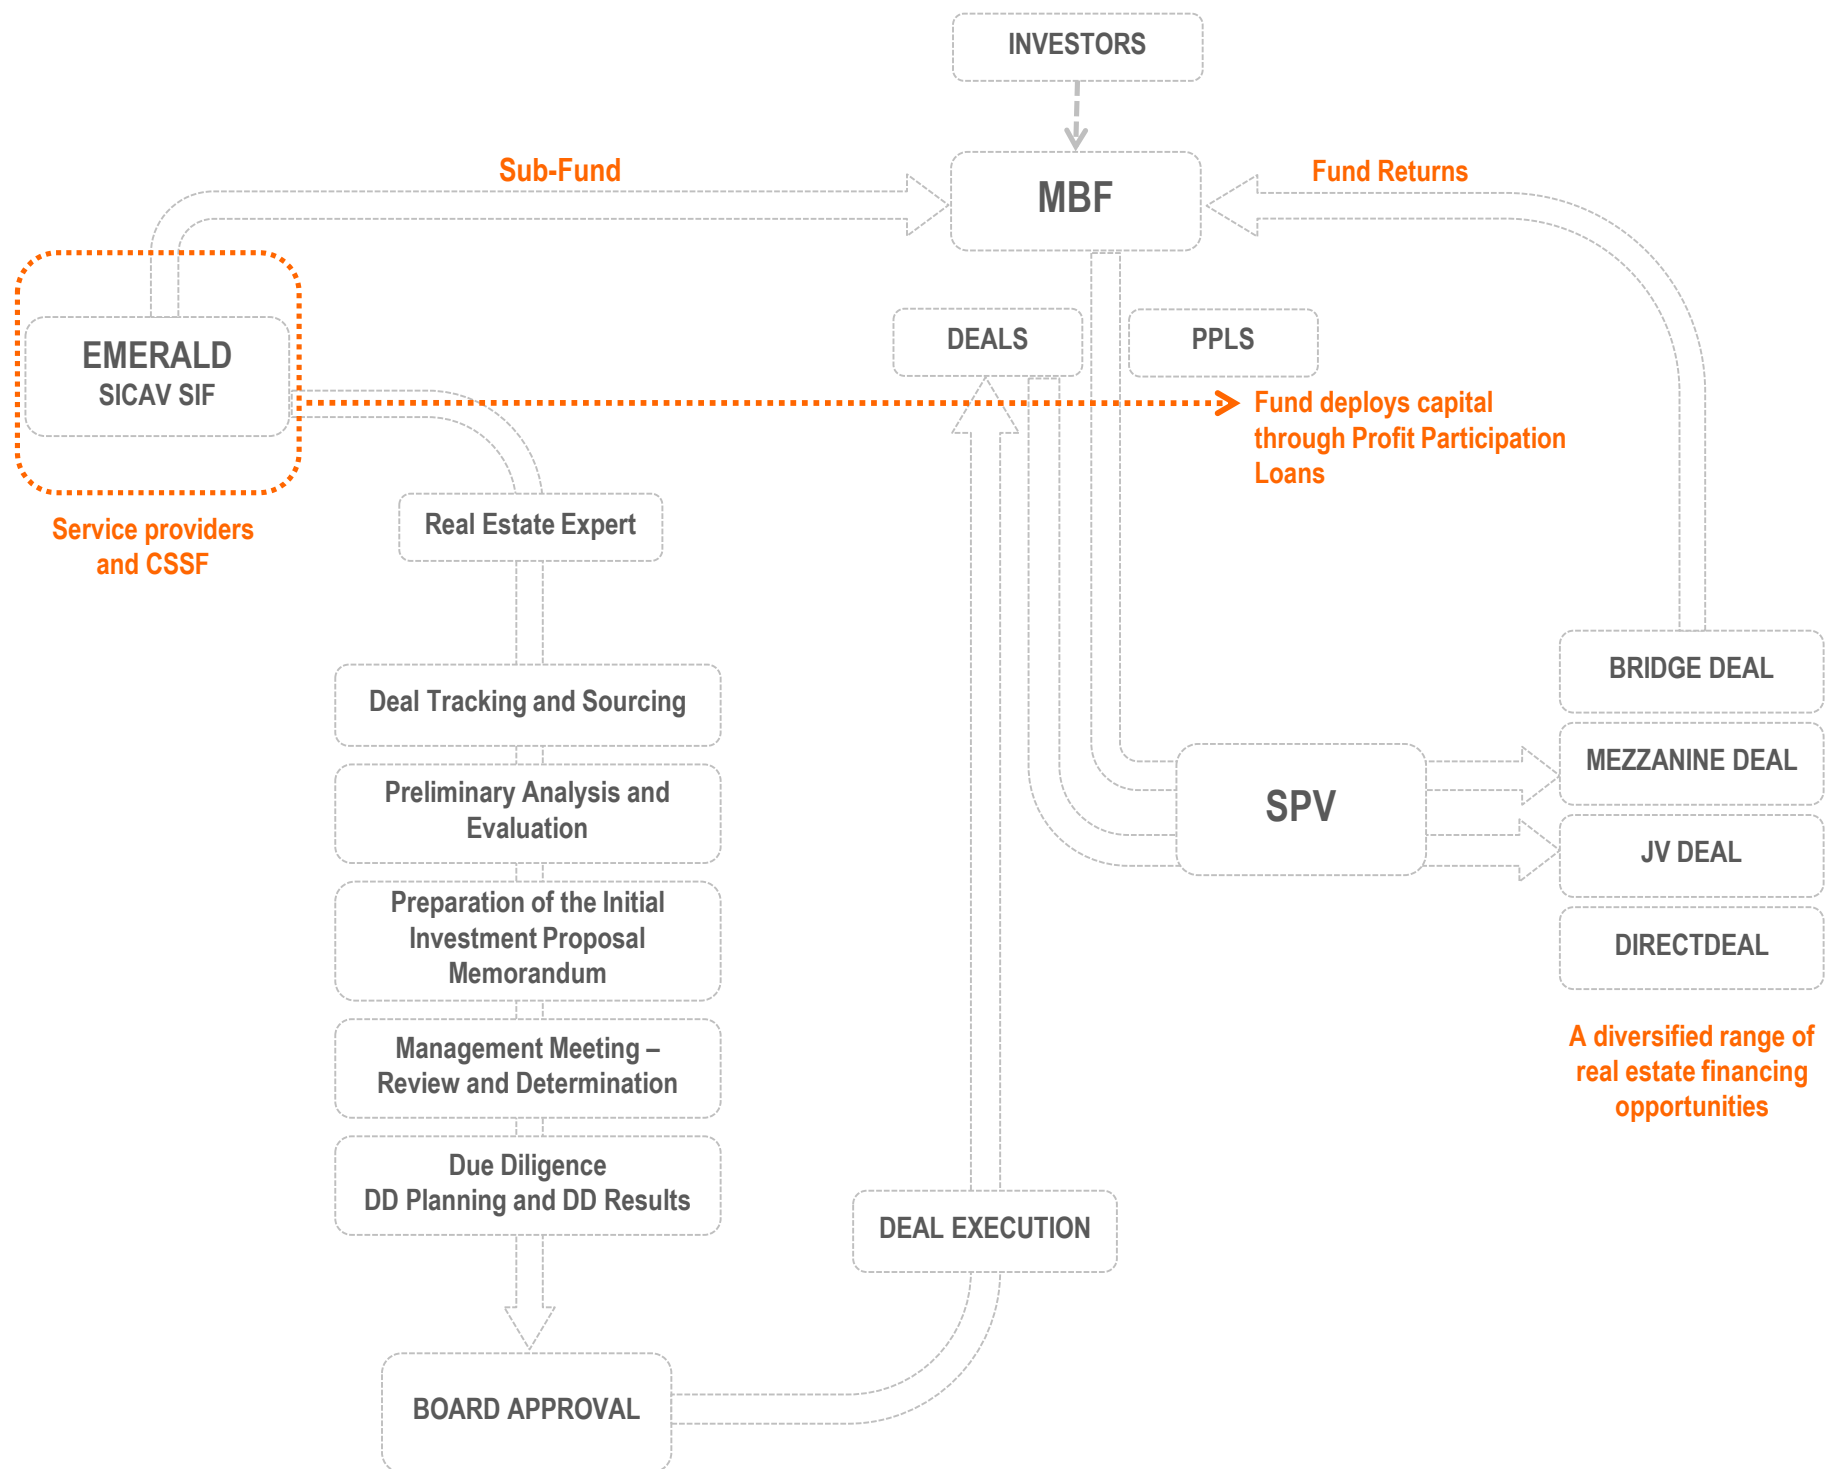 INVESTORS
Sub-Fund
MBF
Fund Returns
EMERALD
SICAV SIF
DEALS
PPLS
Fund deploys capital
through Profit Participation
Loans
Service providers
and CSSF
Real Estate Expert
Deal Tracking and Sourcing
Preliminary Analysis and
Evaluation
Preparation of the Initial
Investment Proposal
Memorandum
Management Meeting –
Review and Determination
Due Diligence
DD Planning and DD Results
BOARD APPROVAL
DEAL EXECUTION
SPV
BRIDGE DEAL
MEZZANINE DEAL
JV DEAL
DIRECTDEAL
A diversified range of
real estate financing
opportunities